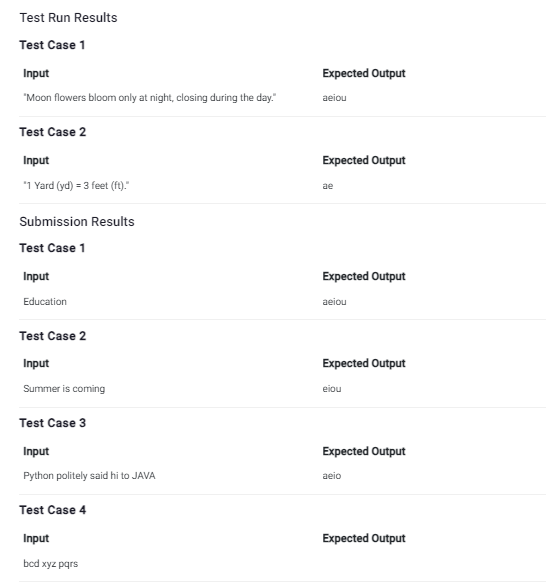 Test Run Results
Test Case 1
Input Expected Output
"Moon flowers bloom only at night, closing during the day." aeiou
Test Case 2
Input Expected Output
"1 Yard (yd) = 3 feet (ft)." ae
Submission Results
Test Case 1
Input Expected Output
Education aeiou
Test Case 2
Input Expected Output
Summer is coming eiou
Test Case 3
Input Expected Output
Python politely said hi to JAVA aeio
Test Case 4
Input Expected Output
bcd xyz pqrs